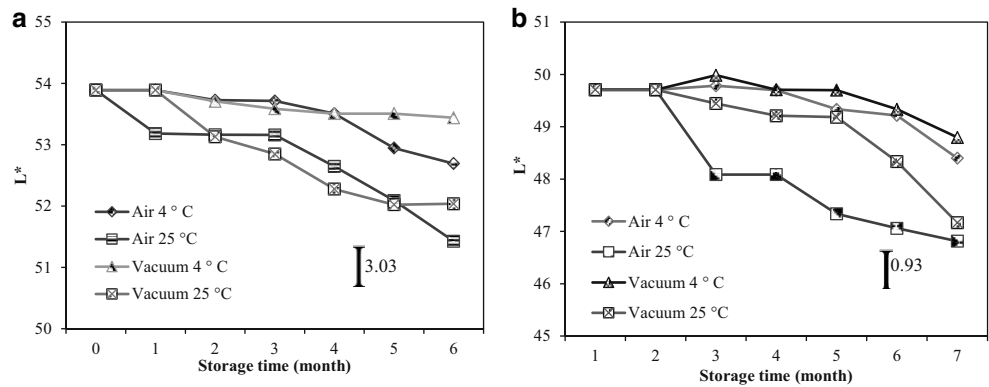 a
55
54
53
52
51
50
L*
Air 4 ° C
Air 25 °C
Vacuum 4 ° C
Vacuum 25 °C
3.03
0 1 2 3 4 5 6
Storage time (month)
b
51
50
49
48
47
46
45
L*
Air 4 ° C
Air 25 °C
Vacuum 4 ° C
Vacuum 25 °C
0.93
1 2 3 4 5 6 7
Storage time (month)